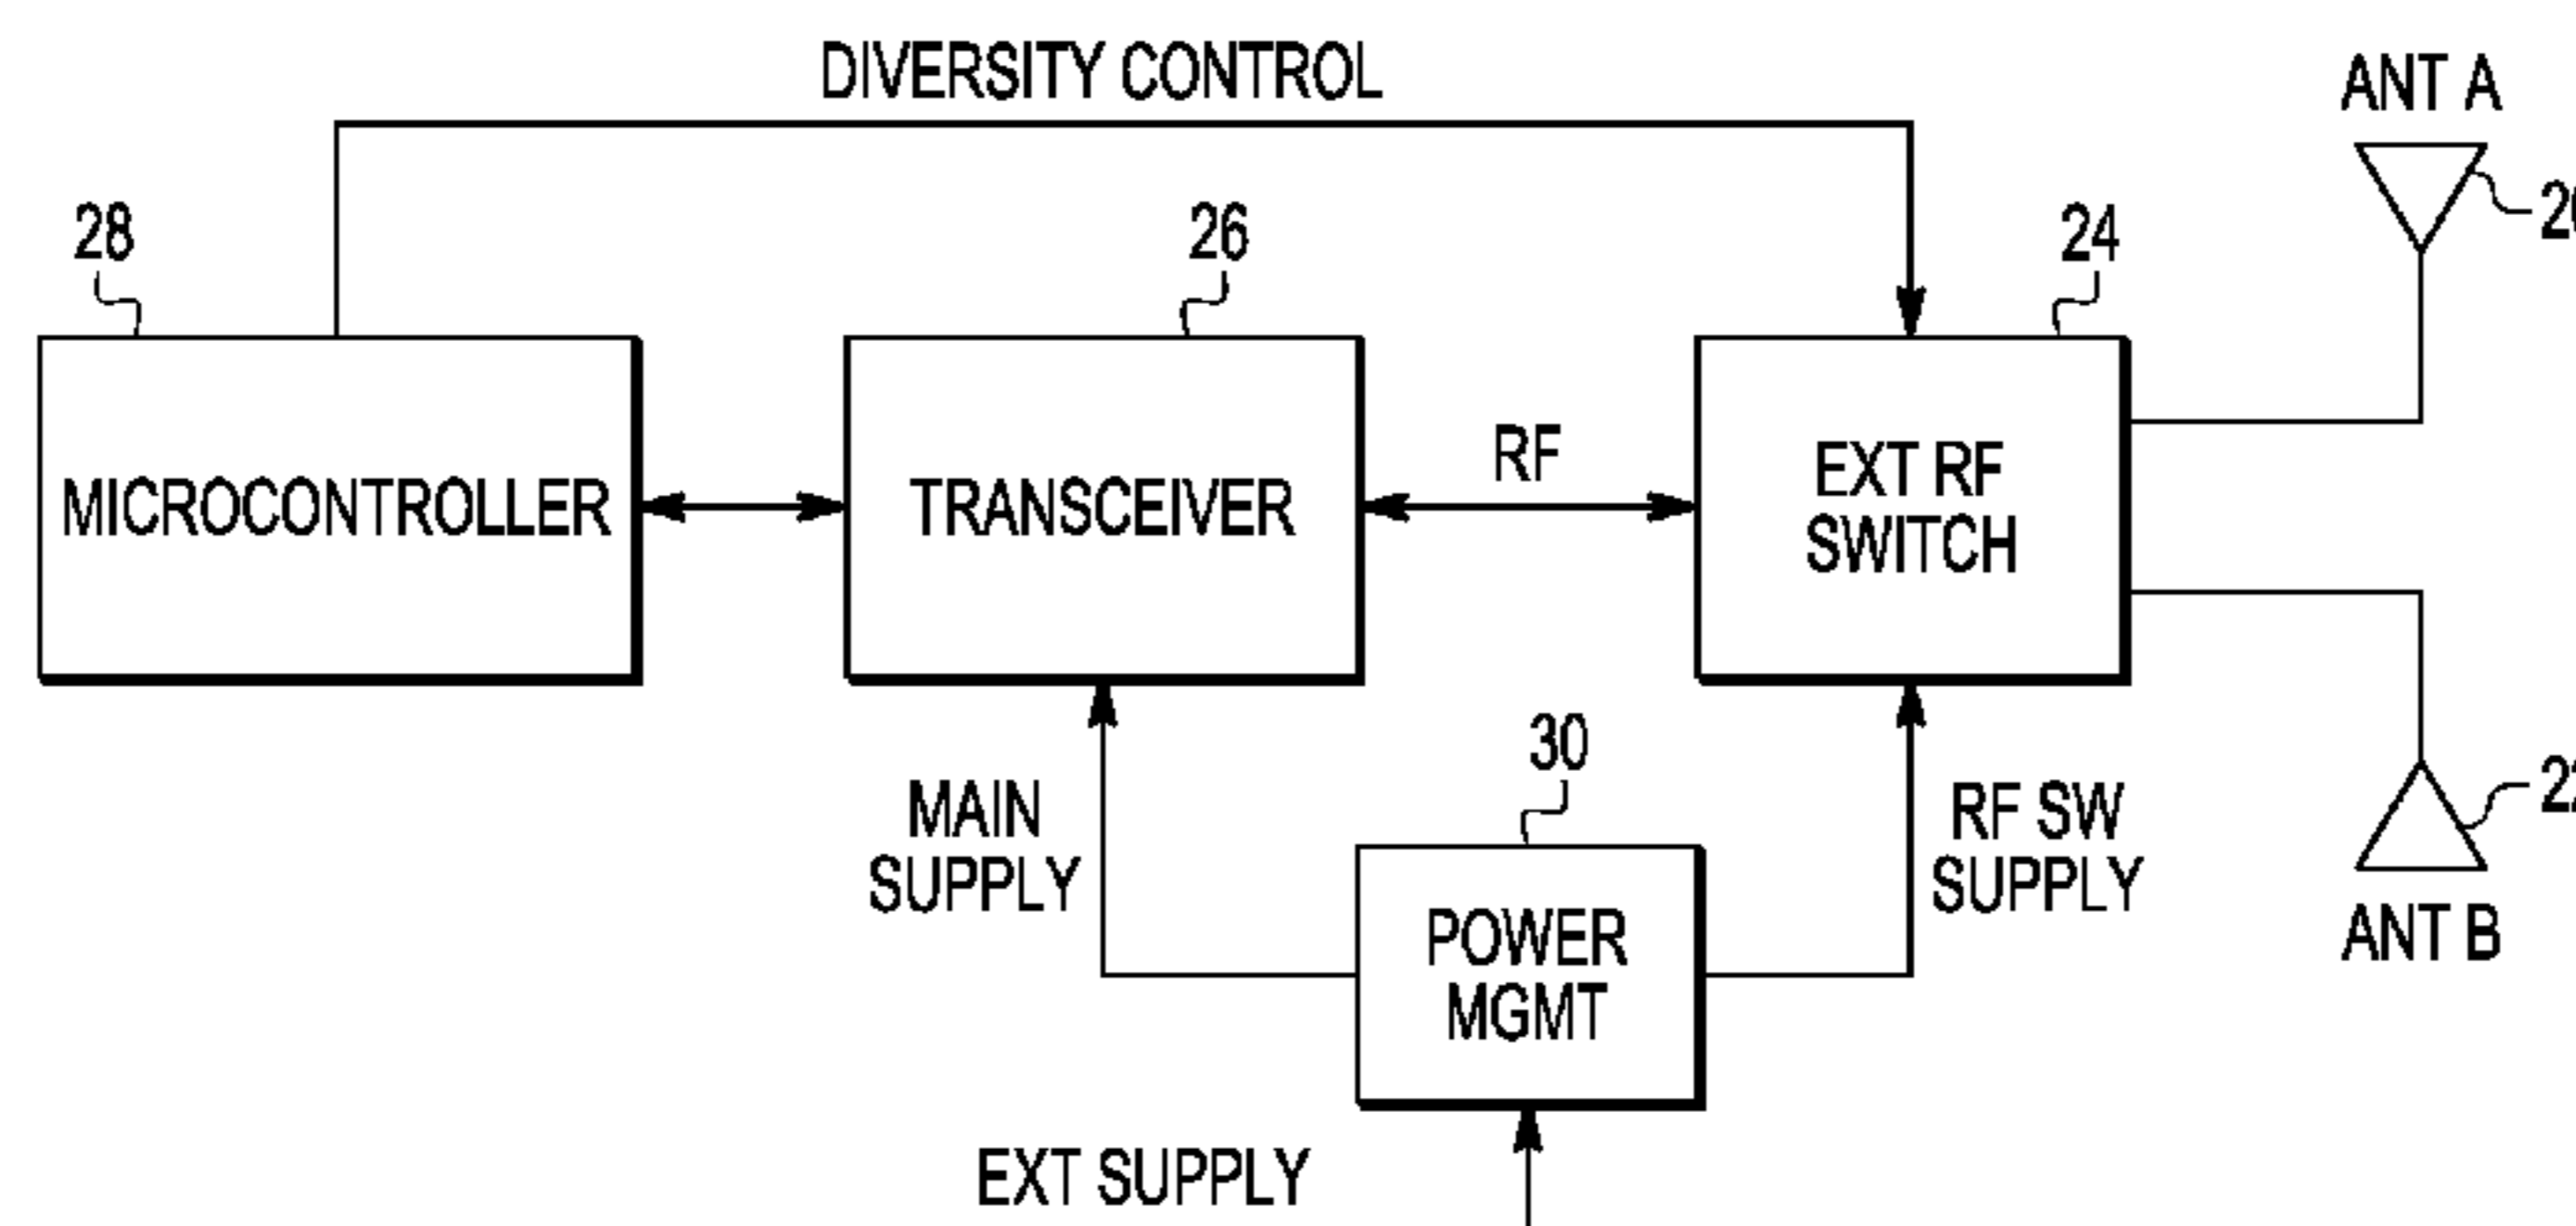 DIVERSITY CONTROL
ANT A
28
26
24
MICROCONTROLLER
TRANSCEIVER
RF
EXT RF
SWITCH
30
MAIN
SUPPLY
RF SW
SUPPLY
POWER
MGMT
ANT B
EXT SUPPLY